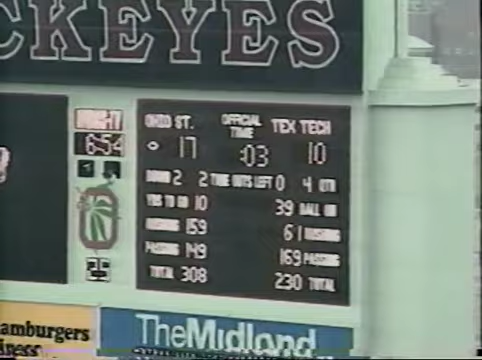 CKEYES
OHIO ST. OFFICIAL TIME TEX TECH
17 :03 10
6:54
DOWN 2 2 TIME OUTS LEFT 0 4 QTR
YDS TO GO 10 39 BALL ON
RUSHING 159 61 RUSHING
PASSING 149 169 PASSING
TOTAL 308 230 TOTAL
amburgers
iness
TheMidland